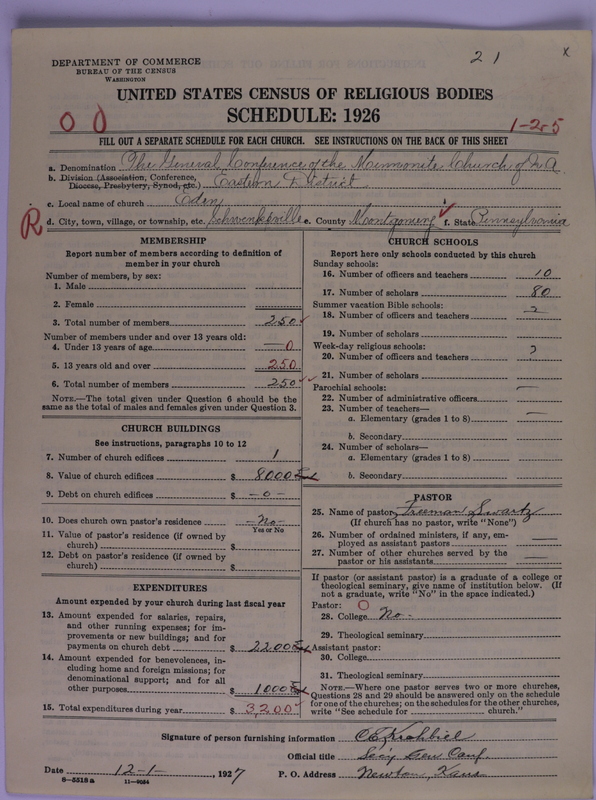 21 x
DEPARTMENT OF COMMERCE
BUREAU OF THE CENSUS
WASHINGTON
UNITED STATES CENSUS OF RELIGIOUS BODIES
SCHEDULE: 1926
0 0 1-25
FILL OUT A SEPARATE SCHEDULE FOR EACH CHURCH. SEE INSTRUCTIONS ON THE BACK OF THIS SHEET
a. Denomination The General Conference of the Mennonite Church of N A
b. Division (Association, Conference, Diocese, Presbytery, Synod, etc.) Eastern District
c. Local name of church Eden
R d. City, town, village, or township, etc. Schwenksville e. County Montgomery f. State Pennsylvania
MEMBERSHIP
Report number of members according to definition of
member in your church
Number of members, by sex:
1. Male
2. Female
3. Total number of members 250
Number of members under and over 13 years old:
4. Under 13 years of age — 0
5. 13 years old and over 250
6. Total number of members 250
NOTE.—The total given under Question 6 should be the
same as the total of males and females given under Question 3.
CHURCH BUILDINGS
See instructions, paragraphs 10 to 12
7. Number of church edifices 1
8. Value of church edifices $ 8000
9. Debt on church edifices $ – 0 –
10. Does church own pastor's residence – No –
Yes or No
11. Value of pastor's residence (if owned by
church) $
12. Debt on pastor's residence (if owned by
church) $
EXPENDITURES
Amount expended by your church during last fiscal year
13. Amount expended for salaries, repairs,
and other running expenses; for im-
provements or new buildings; and for
payments on church debt $ 2200
14. Amount expended for benevolences, in-
cluding home and foreign missions; for
denominational support; and for all
other purposes $ 1000
15. Total expenditures during year $ 3,200
CHURCH SCHOOLS
Report here only schools conducted by this church
Sunday schools:
16. Number of officers and teachers 10
17. Number of scholars 80
Summer vacation Bible schools:
18. Number of officers and teachers ?
19. Number of scholars
Week-day religious schools:
20. Number of officers and teachers ?
21. Number of scholars
Parochial schools: —
22. Number of administrative officers
23. Number of teachers—
a. Elementary (grades 1 to 8) —
b. Secondary
24. Number of scholars—
a. Elementary (grades 1 to 8)
b. Secondary
PASTOR
25. Name of pastor Freeman Swartz
(If church has no pastor, write "None")
26. Number of ordained ministers, if any, em-
ployed as assistant pastors —
27. Number of other churches served by the
pastor or his assistants —
If pastor (or assistant pastor) is a graduate of a college or
theological seminary, give name of institution below. (If
not a graduate, write "No" in the space indicated.)
Pastor: O
28. College No -
29. Theological seminary
Assistant pastor:
30. College
31. Theological seminary
NOTE.—Where one pastor serves two or more churches,
Questions 28 and 29 should be answered only on the schedule
for one of the churches; on the schedules for the other churches,
write "See schedule for ______ church."
Signature of person furnishing information C E Krehbiel
Official title Sec'y Gen Conf
Date 12-1-, 1927 P. O. Address Newton, Kans
8—5518a 11—9084